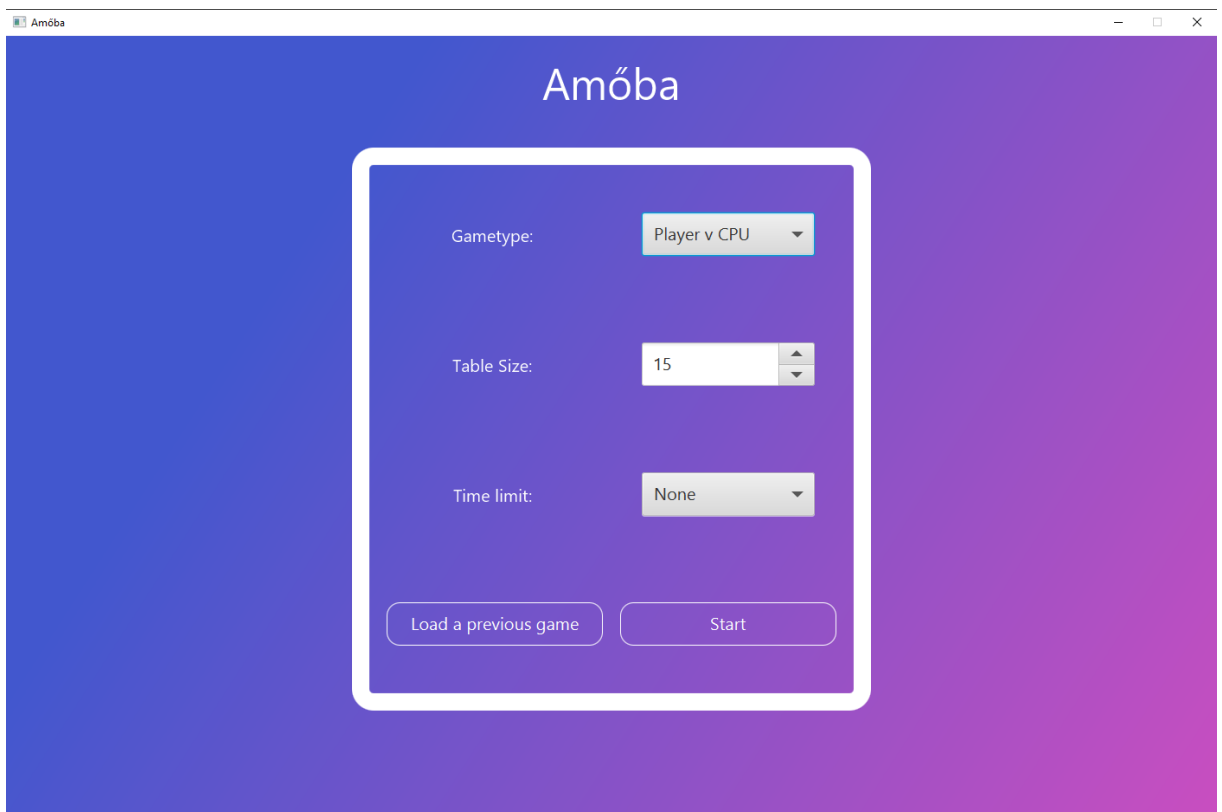 Amőba
Amőba
Gametype: Player v CPU
Table Size: 15
Time limit: None
Load a previous game Start